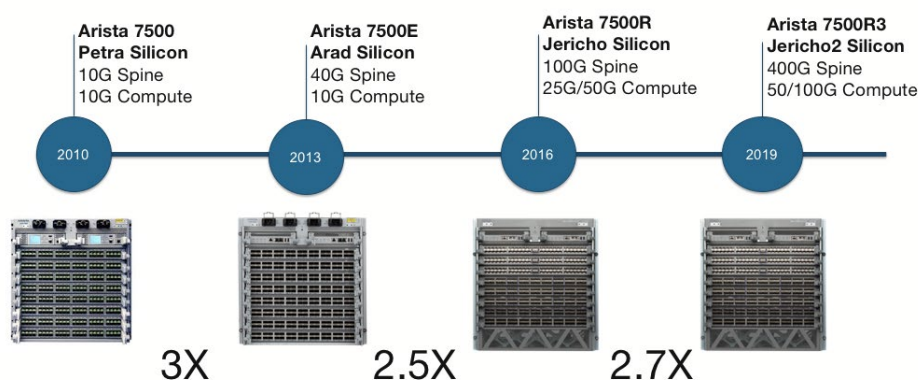 Arista 7500
Petra Silicon
10G Spine
10G Compute
Arista 7500E
Arad Silicon
40G Spine
10G Compute
Arista 7500R
Jericho Silicon
100G Spine
25G/50G Compute
Arista 7500R3
Jericho2 Silicon
400G Spine
50/100G Compute
2010
2013
2016
2019
3X
2.5X
2.7X